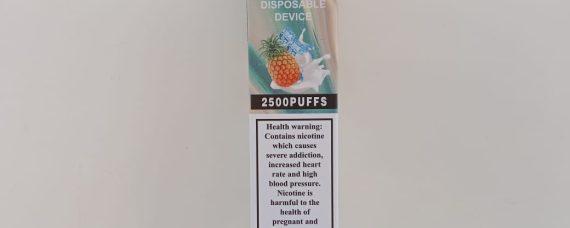 DISPOSABLE
DEVICE
2500PUFFS
Health warning:
Contains nicotine
which causes
severe addiction,
increased heart
rate and high
blood pressure.
Nicotine is
harmful to the
health of
pregnant and